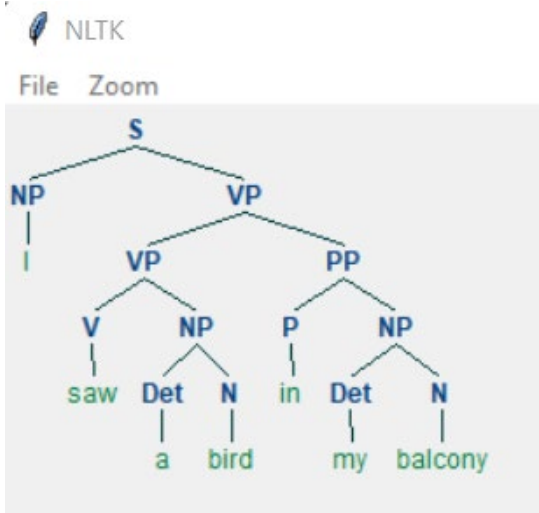 NLTK
File Zoom
S
NP VP
I VP PP
V NP P NP
saw Det N in Det N
a bird my balcony